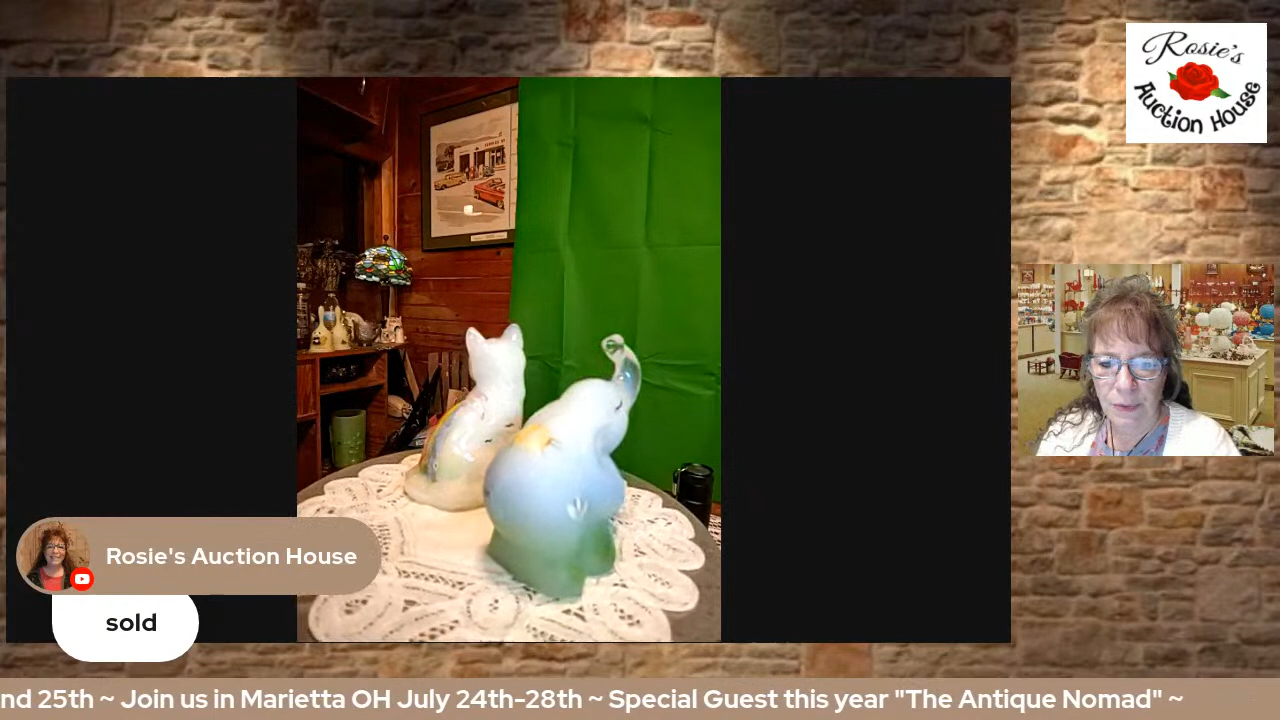 Rosie's
Auction House
Rosie's Auction House
sold
nd 25th ~ Join us in Marietta OH July 24th-28th ~ Special Guest this year "The Antique Nomad" ~